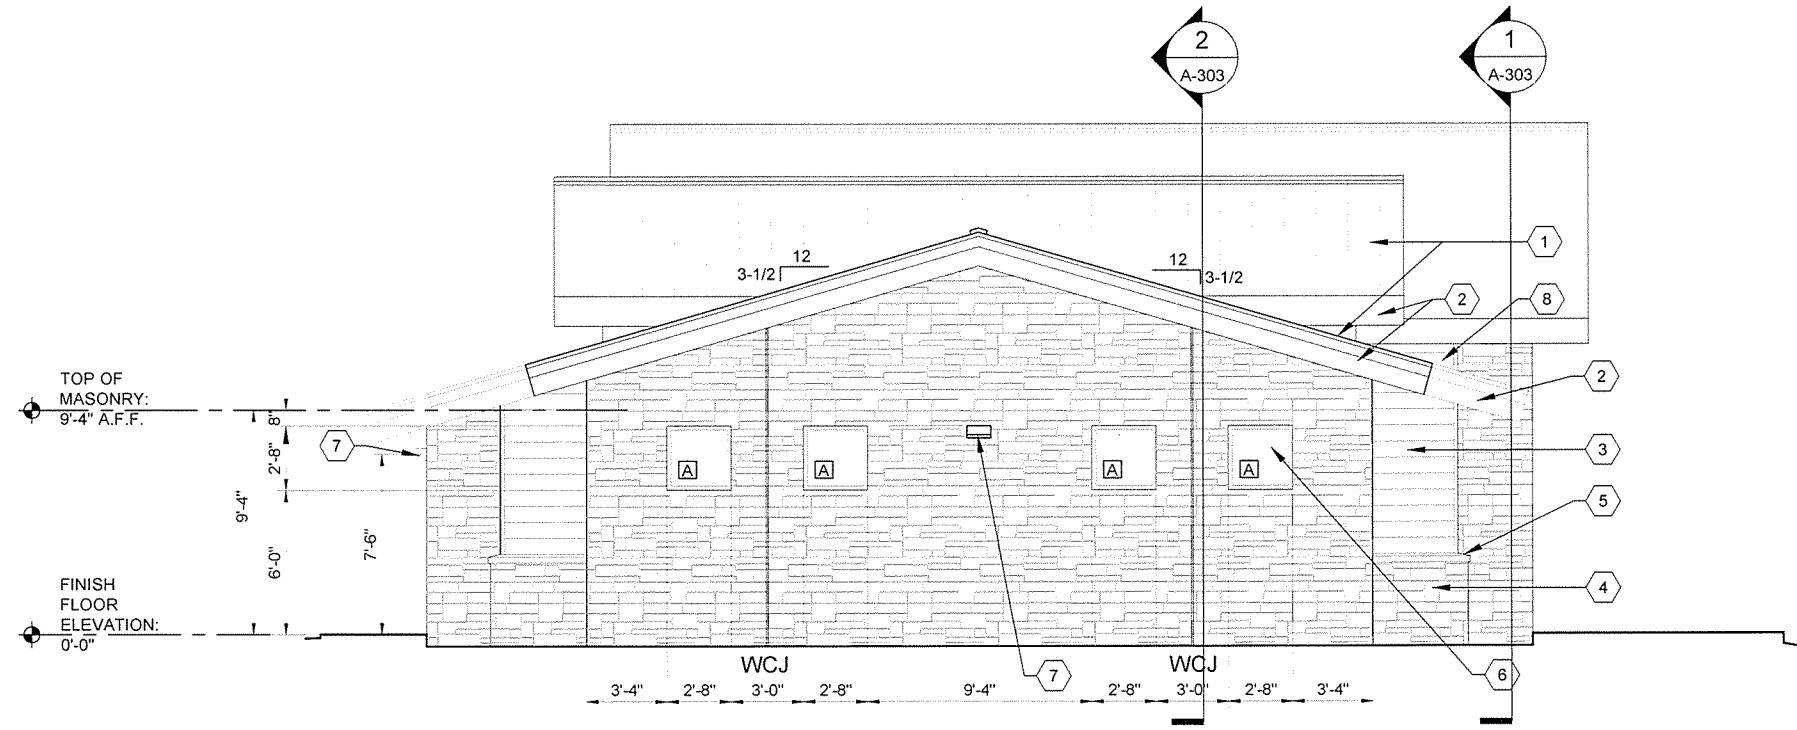 2
A-303
1
A-303
12
3-1/2
12
3-1/2
1
2
8
2
TOP OF
MASONRY:
9'-4" A.F.F.
8"
7
2'-8"
9'-4"
6'-0"
7'-6"
A
A
A
A
3
5
4
FINISH
FLOOR
ELEVATION:
0'-0"
WCJ
WCJ
7
6
3'-4"
2'-8"
3'-0"
2'-8"
9'-4"
2'-8"
3'-0"
2'-8"
3'-4"